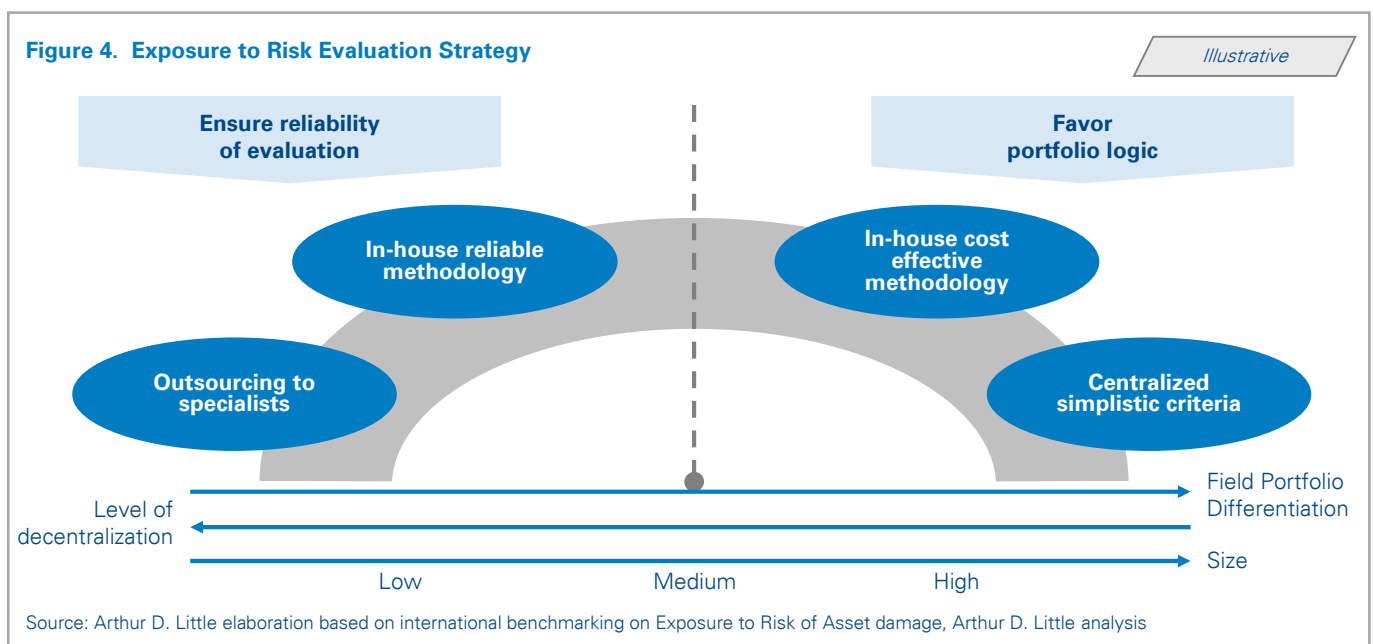 Figure 4. Exposure to Risk Evaluation Strategy
Illustrative
Ensure reliability
of evaluation
Favor
portfolio logic
In-house reliable
methodology
In-house cost
effective
methodology
Outsourcing to
specialists
Centralized
simplistic criteria
Level of
decentralization
Field Portfolio
Differentiation
Size
Low
Medium
High
Source: Arthur D. Little elaboration based on international benchmarking on Exposure to Risk of Asset damage, Arthur D. Little analysis